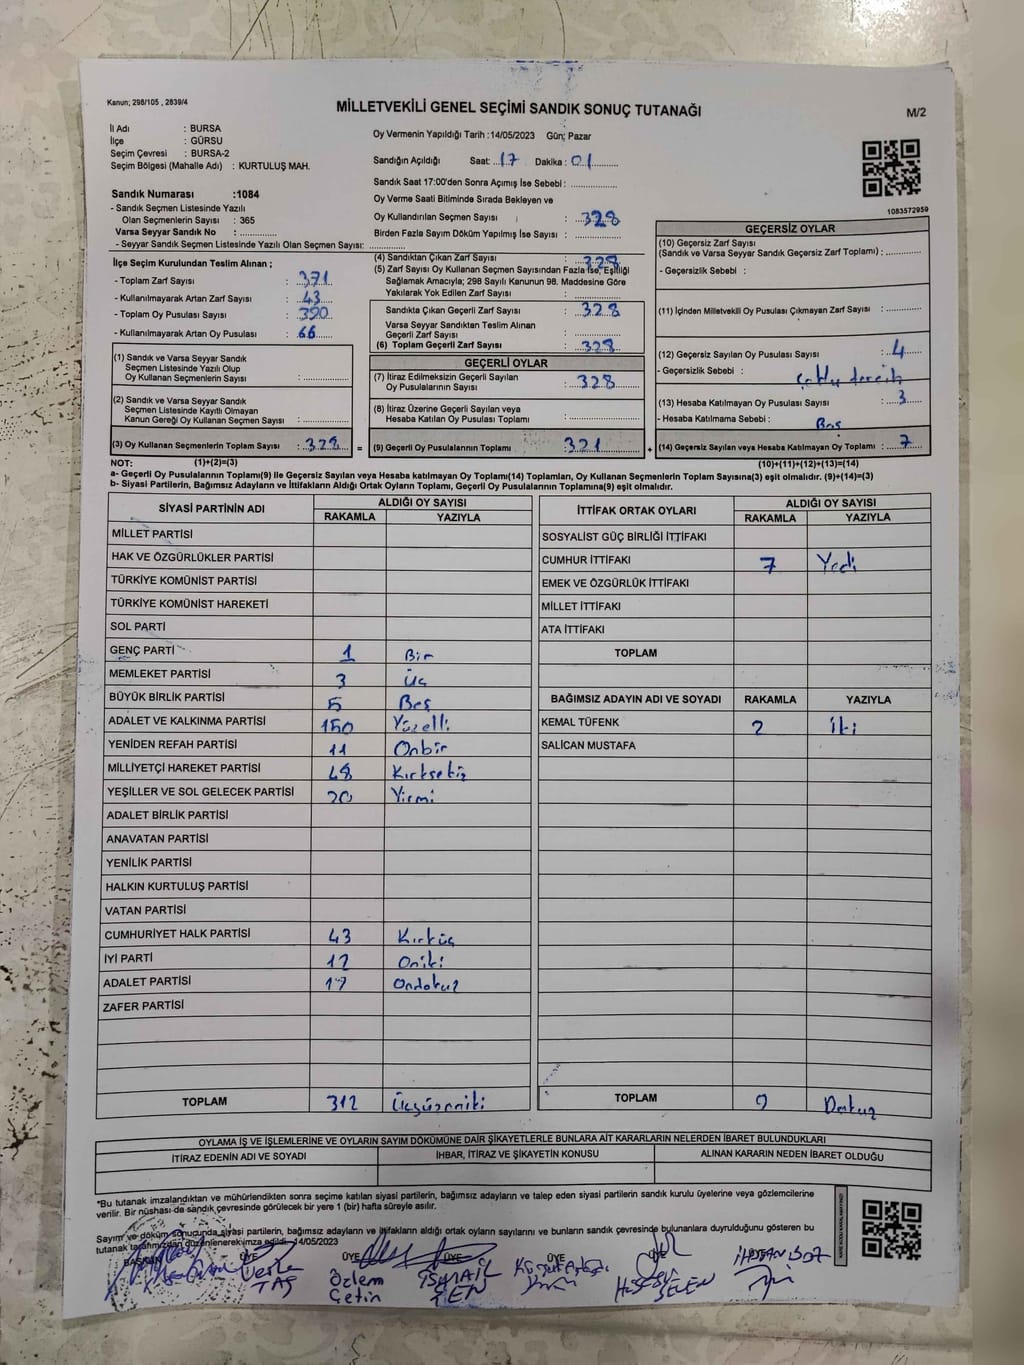 Kanun; 298/105 , 2839/4
MİLLETVEKİLİ GENEL SEÇİMİ SANDIK SONUÇ TUTANAĞI
M/2
İl Adı : BURSA
İlçe : GÜRSU
Seçim Çevresi : BURSA-2
Seçim Bölgesi (Mahalle Adı) : KURTULUŞ MAH.
Oy Vermenin Yapıldığı Tarih :14/05/2023 Gün; Pazar
Sandığın Açıldığı Saat: 17 Dakika : 01
Sandık Saat 17:00'den Sonra Açımış İse Sebebi :
Oy Verme Saati Bitiminde Sırada Bekleyen ve
Oy Kullandırılan Seçmen Sayısı : 328
Birden Fazla Sayım Döküm Yapılmış İse Sayısı :
Sandık Numarası :1084
- Sandık Seçmen Listesinde Yazılı
Olan Seçmenlerin Sayısı : 365
Varsa Seyyar Sandık No :
- Seyyar Sandık Seçmen Listesinde Yazılı Olan Seçmen Sayısı:
1083572959
İlçe Seçim Kurulundan Teslim Alınan ;
- Toplam Zarf Sayısı : 371
- Kullanılmayarak Artan Zarf Sayısı : 43
- Toplam Oy Pusulası Sayısı : 390
- Kullanılmayarak Artan Oy Pusulası : 66
(1) Sandık ve Varsa Seyyar Sandık
Seçmen Listesinde Yazılı Olup
Oy Kullanan Seçmenlerin Sayısı :
(2) Sandık ve Varsa Seyyar Sandık
Seçmen Listesinde Kayıtlı Olmayan
Kanun Gereği Oy Kullanan Seçmen Sayısı :
(3) Oy Kullanan Seçmenlerin Toplam Sayısı : 328 =
(4) Sandıktan Çıkan Zarf Sayısı : 328
(5) Zarf Sayısı Oy Kullanan Seçmen Sayısından Fazla İse, Eşitliği
Sağlamak Amacıyla; 298 Sayılı Kanunun 98. Maddesine Göre
Yakılarak Yok Edilen Zarf Sayısı :
Sandıkta Çıkan Geçerli Zarf Sayısı : 328
Varsa Seyyar Sandıktan Teslim Alınan
Geçerli Zarf Sayısı :
(6) Toplam Geçerli Zarf Sayısı : 328
GEÇERLİ OYLAR
(7) İtiraz Edilmeksizin Geçerli Sayılan
Oy Pusulalarının Sayısı : 328
(8) İtiraz Üzerine Geçerli Sayılan veya
Hesaba Katılan Oy Pusulası Toplamı :
(9) Geçerli Oy Pusulalarının Toplamı : 321 +
GEÇERSİZ OYLAR
(10) Geçersiz Zarf Sayısı
(Sandık ve Varsa Seyyar Sandık Geçersiz Zarf Toplamı) :
- Geçersizlik Sebebi :
(11) İçinden Milletvekili Oy Pusulası Çıkmayan Zarf Sayısı :
(12) Geçersiz Sayılan Oy Pusulası Sayısı : 4
- Geçersizlik Sebebi : çoklu tercih
(13) Hesaba Katılmayan Oy Pusulası Sayısı : 3
- Hesaba Katılmama Sebebi : Boş
(14) Geçersiz Sayılan veya Hesaba Katılmayan Oy Toplamı : 7
NOT: (1)+(2)=(3) (10)+(11)+(12)+(13)=(14)
a- Geçerli Oy Pusulalarının Toplamı(9) ile Geçersiz Sayılan veya Hesaba katılmayan Oy Toplamı(14) Toplamları, Oy Kullanan Seçmenlerin Toplam Sayısına(3) eşit olmalıdır. (9)+(14)=(3)
b- Siyasi Partilerin, Bağımsız Adayların ve İttifakların Aldığı Ortak Oyların Toplamı, Geçerli Oy Pusulalarının Toplamına(9) eşit olmalıdır.
SİYASİ PARTİNİN ADI ALDIĞI OY SAYISI
RAKAMLA YAZIYLA
MİLLET PARTİSİ
HAK VE ÖZGÜRLÜKLER PARTİSİ
TÜRKİYE KOMÜNİST PARTİSİ
TÜRKİYE KOMÜNİST HAREKETİ
SOL PARTİ
GENÇ PARTİ 1 Bir
MEMLEKET PARTİSİ 3 Üç
BÜYÜK BİRLİK PARTİSİ 5 Beş
ADALET VE KALKINMA PARTİSİ 150 Yüzelli
YENİDEN REFAH PARTİSİ 11 Onbir
MİLLİYETÇİ HAREKET PARTİSİ 48 Kırksekiz
YEŞİLLER VE SOL GELECEK PARTİSİ 20 Yirmi
ADALET BİRLİK PARTİSİ
ANAVATAN PARTİSİ
YENİLİK PARTİSİ
HALKIN KURTULUŞ PARTİSİ
VATAN PARTİSİ
CUMHURİYET HALK PARTİSİ 43 Kırküç
İYİ PARTİ 12 Oniki
ADALET PARTİSİ 19 Ondokuz
ZAFER PARTİSİ
TOPLAM 312 Üçyüzoniki
İTTİFAK ORTAK OYLARI ALDIĞI OY SAYISI
RAKAMLA YAZIYLA
SOSYALİST GÜÇ BİRLİĞİ İTTİFAKI
CUMHUR İTTİFAKI 7 Yedi
EMEK VE ÖZGÜRLÜK İTTİFAKI
MİLLET İTTİFAKI
ATA İTTİFAKI
TOPLAM
BAĞIMSIZ ADAYIN ADI VE SOYADI RAKAMLA YAZIYLA
KEMAL TÜFENK 2 İki
SALİCAN MUSTAFA
TOPLAM 9 Dokuz
OYLAMA İŞ VE İŞLEMLERİNE VE OYLARIN SAYIM DÖKÜMÜNE DAİR ŞİKAYETLERLE BUNLARA AİT KARARLARIN NELERDEN İBARET BULUNDUKLARI
İTİRAZ EDENİN ADI VE SOYADI İHBAR, İTİRAZ VE ŞİKAYETİN KONUSU ALINAN KARARIN NEDEN İBARET OLDUĞU
*Bu tutanak imzalandıktan ve mühürlendikten sonra seçime katılan siyasi partilerin, bağımsız adayların ve talep eden siyasi partilerin sandık kurulu üyelerine veya gözlemcilerine
verilir. Bir nüshası da sandık çevresinde görülecek bir yere 1 (bir) hafta süreyle asılır.
Sayım ve döküm sonucunda siyasi partilerin, bağımsız adayların ve ittifakların aldığı ortak oyların sayılarını ve bunların sandık çevresinde bulunanlara duyrulduğunu gösteren bu
tutanak tarafımızdan düzenlenerek imza edildi. 14/05/2023
BAŞKAN ÜYE ÜYE ÜYE ÜYE ÜYE ÜYE
TAŞ
Özlem
Çetin
İSMAİL
ŞEN